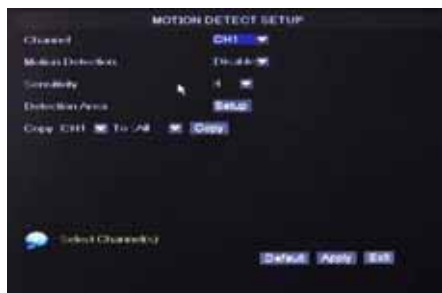 MOTION DETECT SETUP
Channel CH1
Motion Detection Disable
Sensitivity 4
Detection Area Setup
Copy CH1 To :All Copy
Select Channel(s)
Default Apply Exit